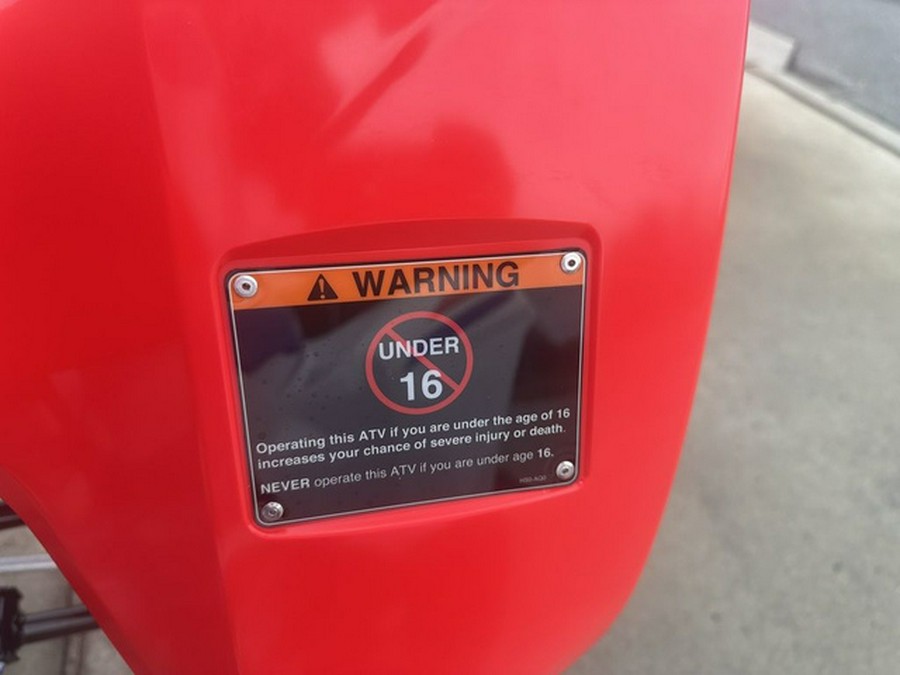 WARNING
UNDER
16
Operating this ATV if you are under the age of 16
increases your chance of severe injury or death.
NEVER operate this ATV if you are under age 16.